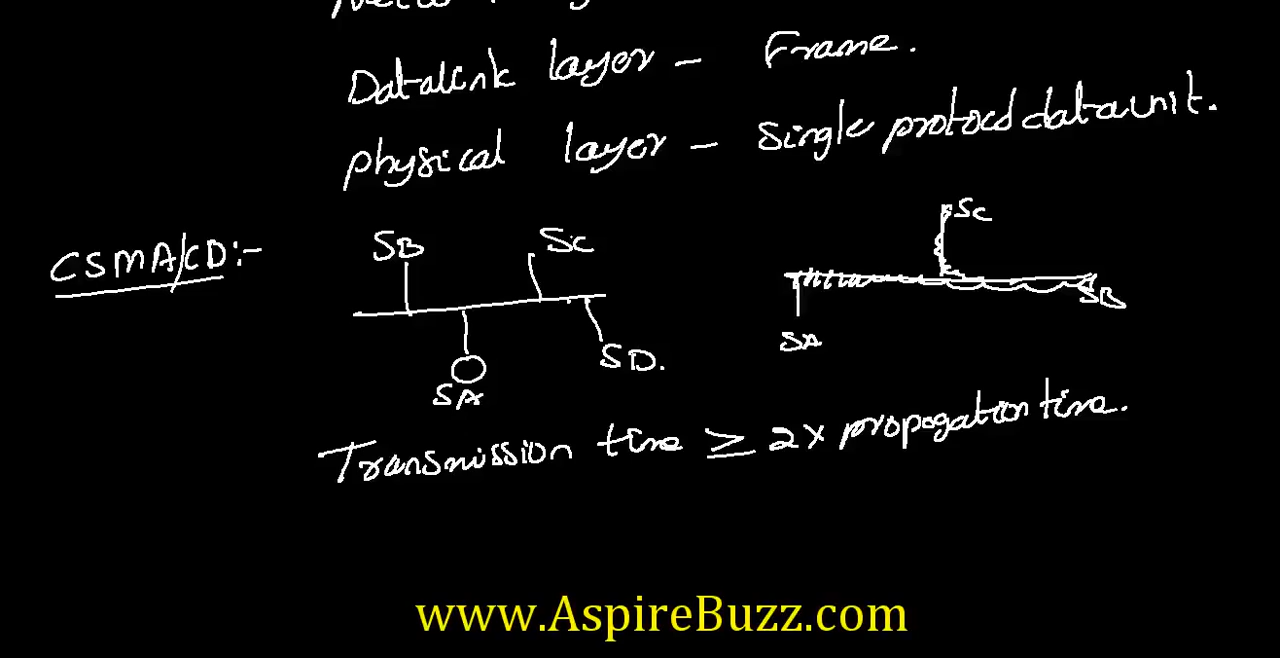 Datalink layer - Frame.
Physical layer - Single protocol data unit.
CSMA/CD:-
SB SC
SA SD.
SC
SA SB
Transmission time ≥ 2x propogation time.
www.AspireBuzz.com